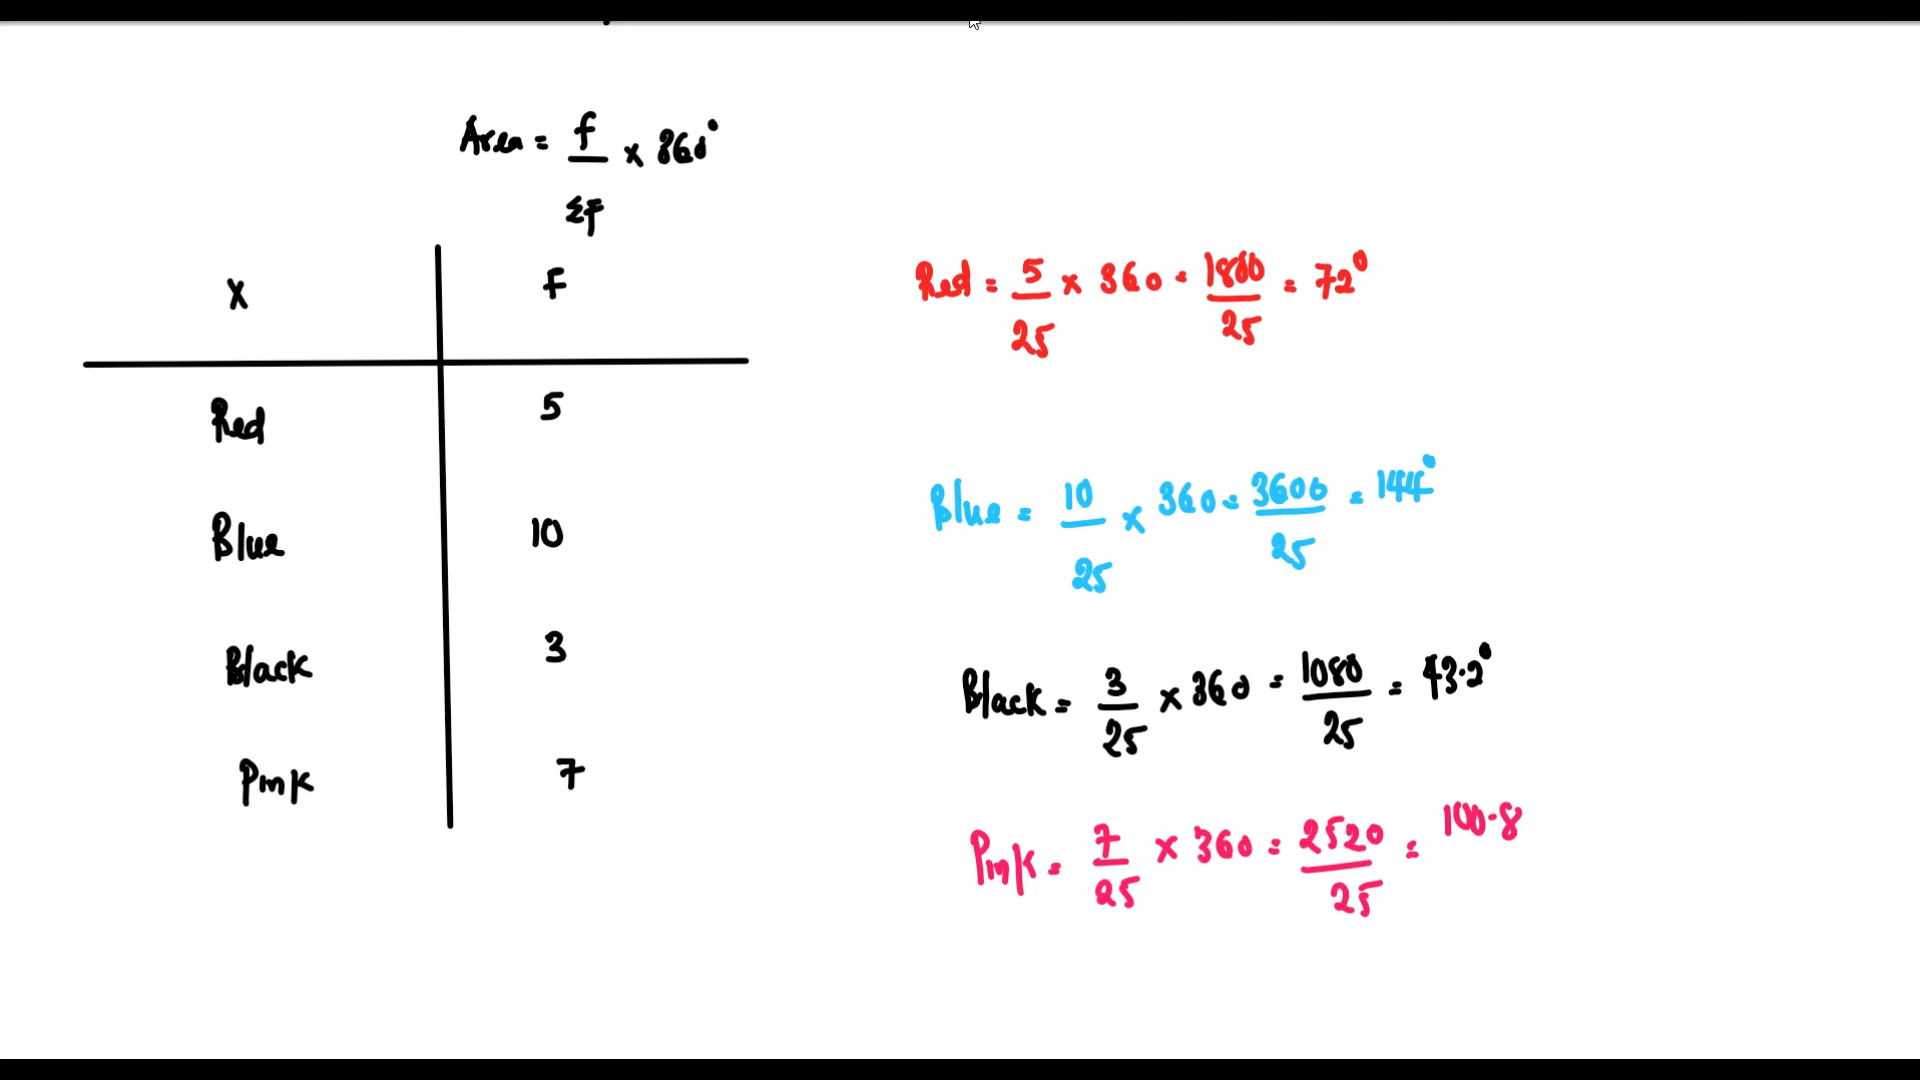 Area = f/Σf x 360°
X F
Red 5
Blue 10
Black 3
Pink 7
Red = 5/25 x 360 = 1800/25 = 72°
Blue = 10/25 x 360 = 3600/25 = 144°
Black = 3/25 x 360 = 1080/25 = 43.2°
Pink = 7/25 x 360 = 2520/25 = 100.8